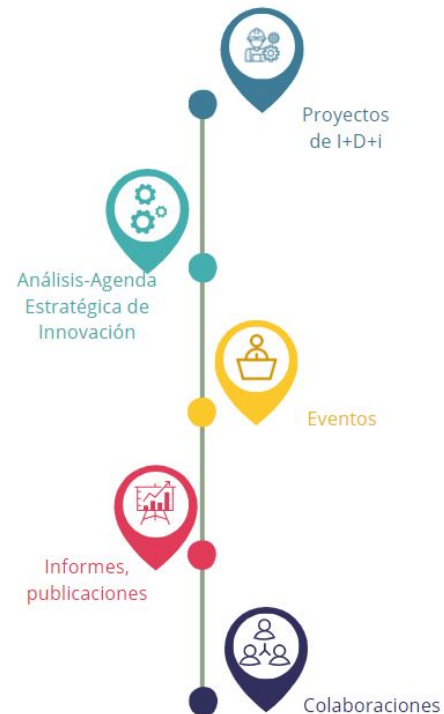 Proyectos
de I+D+i
Análisis-Agenda
Estratégica de
Innovación
Eventos
Informes,
publicaciones
Colaboraciones